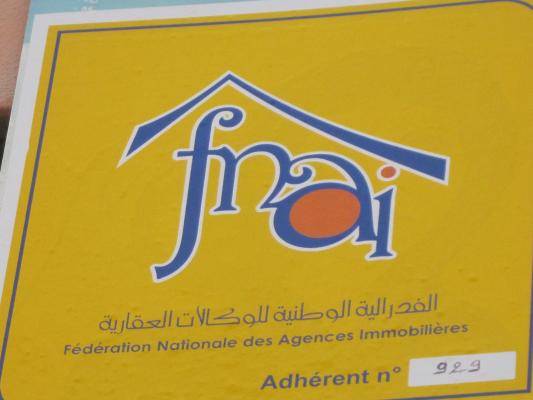 fnai
الفدرالية الوطنية للوكالات العقارية
Fédération Nationale des Agences Immobilières
Adhérent n° 929